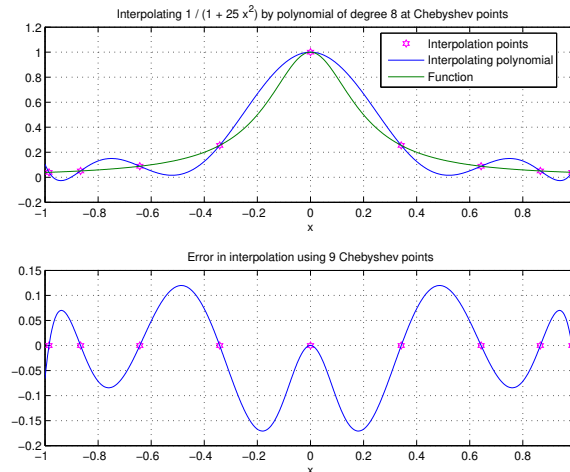 Interpolating 1 / (1 + 25 x²) by polynomial of degree 8 at Chebyshev points
1.2
1
0.8
0.6
0.4
0.2
0
−0.2
Interpolation points
Interpolating polynomial
Function
−1 −0.8 −0.6 −0.4 −0.2 0 0.2 0.4 0.6 0.8
x
Error in interpolation using 9 Chebyshev points
0.15
0.1
0.05
0
−0.05
−0.1
−0.15
−0.2
−1 −0.8 −0.6 −0.4 −0.2 0 0.2 0.4 0.6 0.8
x